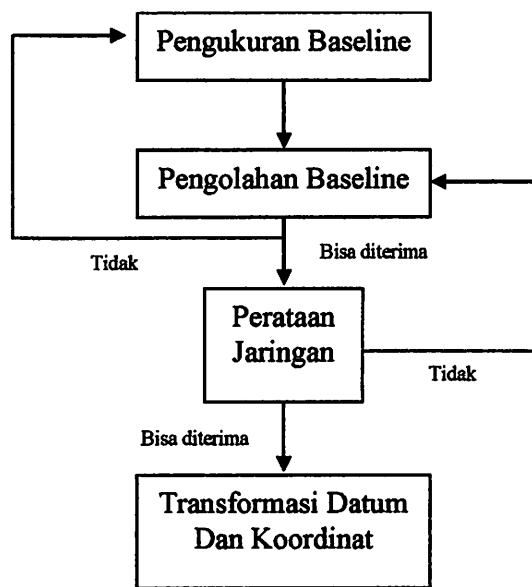 Pengukuran Baseline
Pengolahan Baseline
Tidak
Bisa diterima
Perataan
Jaringan
Tidak
Bisa diterima
Transformasi Datum
Dan Koordinat